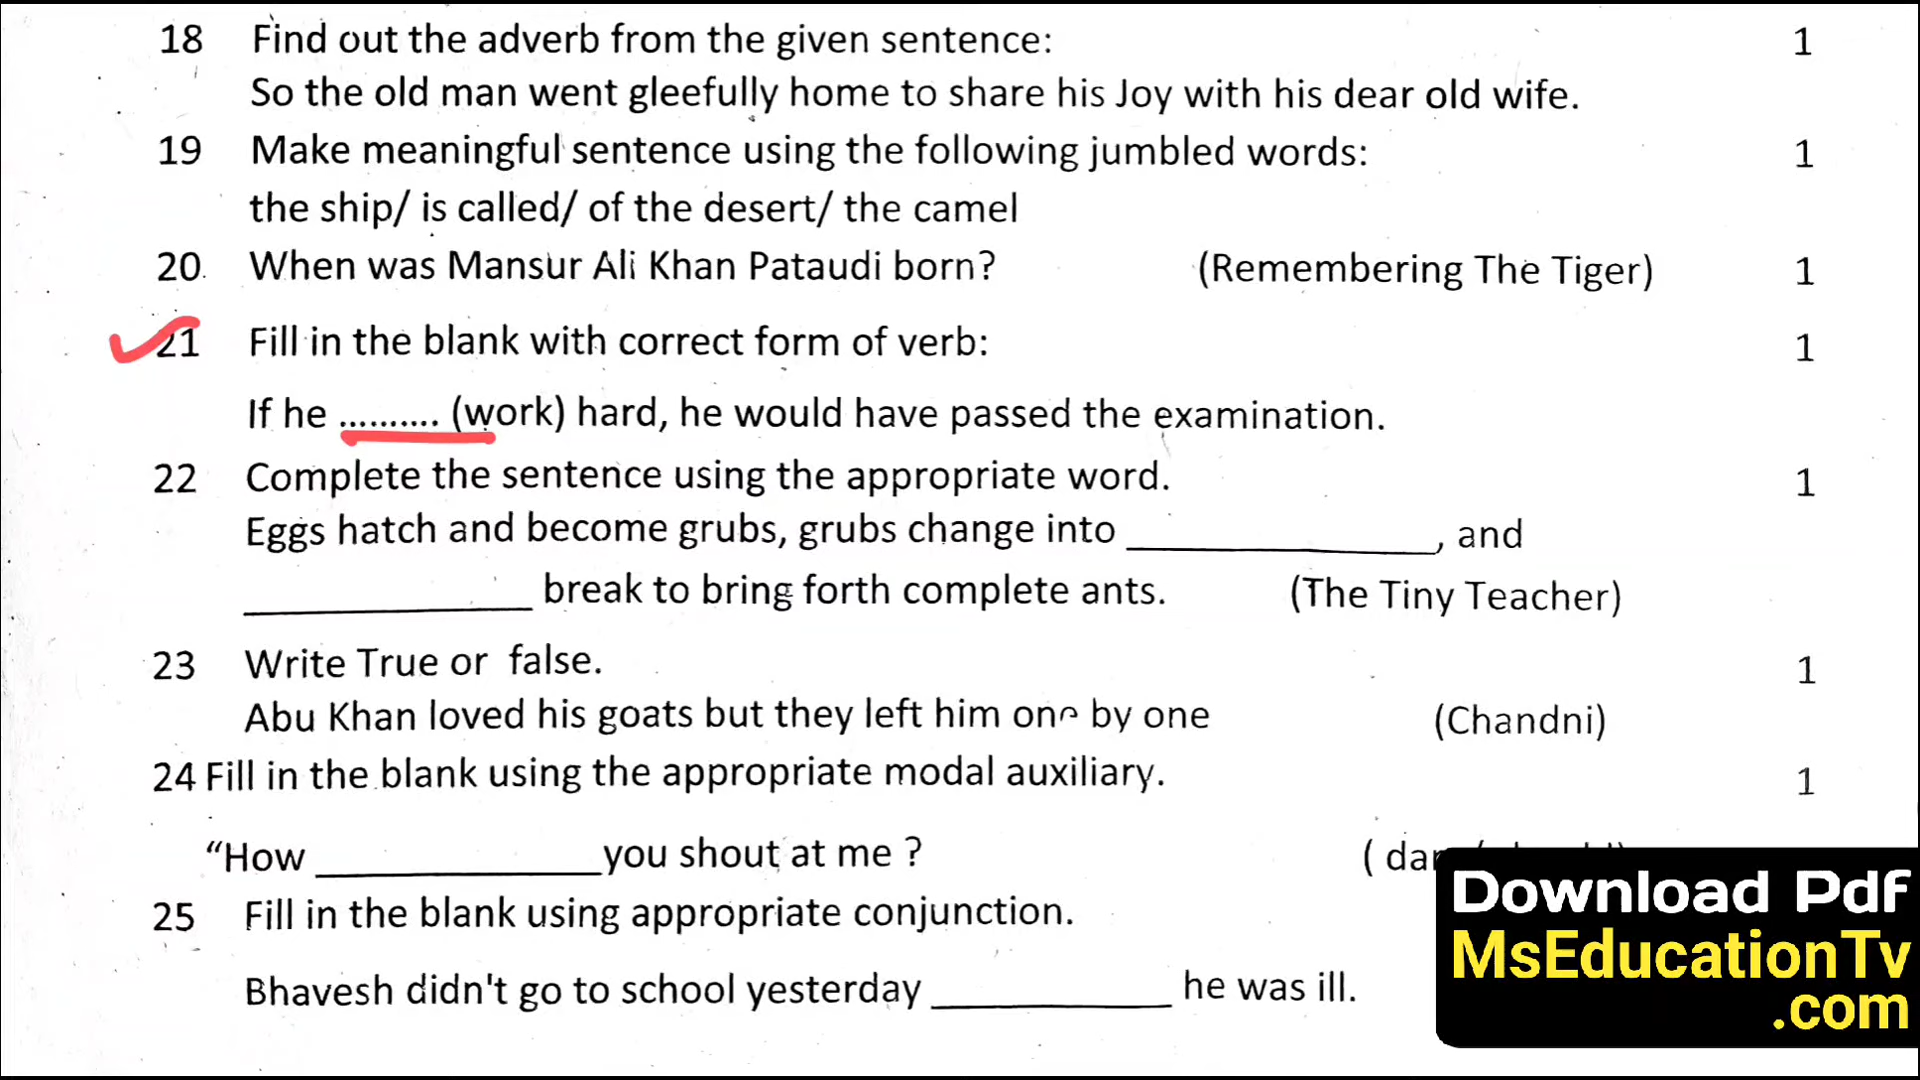 18 Find out the adverb from the given sentence: 1
So the old man went gleefully home to share his Joy with his dear old wife.
19 Make meaningful sentence using the following jumbled words: 1
the ship/ is called/ of the desert/ the camel
20. When was Mansur Ali Khan Pataudi born? (Remembering The Tiger) 1
21 Fill in the blank with correct form of verb: 1
If he .......... (work) hard, he would have passed the examination.
22 Complete the sentence using the appropriate word. 1
Eggs hatch and become grubs, grubs change into ______________, and
______________ break to bring forth complete ants. (The Tiny Teacher)
23 Write True or false. 1
Abu Khan loved his goats but they left him one by one (Chandni)
24 Fill in the blank using the appropriate modal auxiliary. 1
“How ______________ you shout at me ? (
25 Fill in the blank using appropriate conjunction.
Bhavesh didn't go to school yesterday ___________ he was ill.
Download Pdf
MsEducationTv
.com